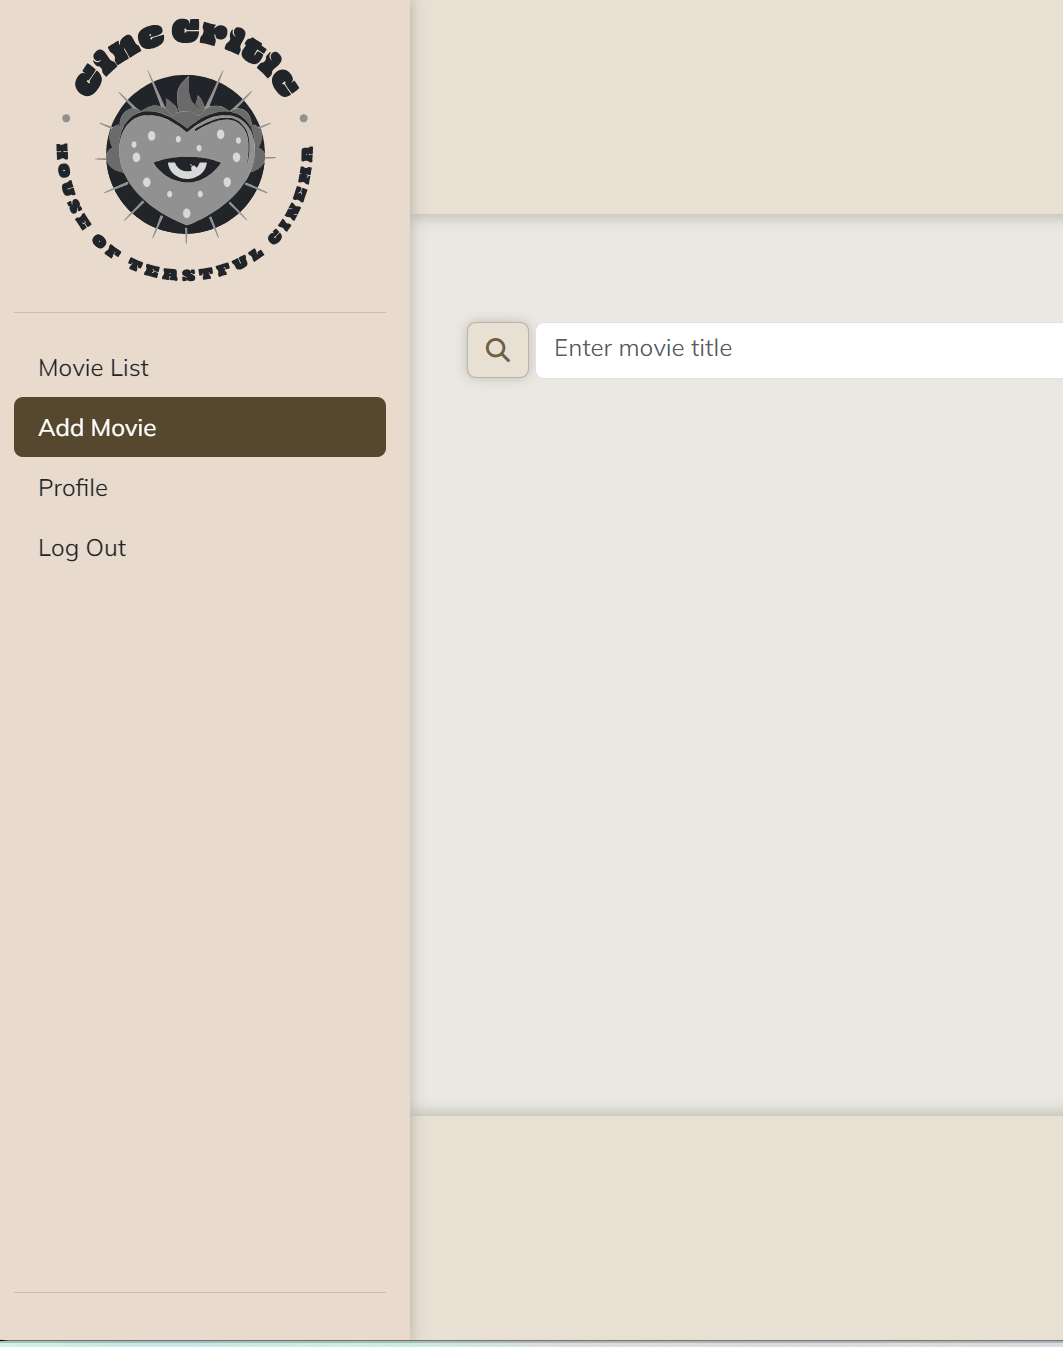 Cine Critic
HOUSE OF TERSTFUL CINEMA
Movie List
Add Movie
Profile
Log Out
Enter movie title